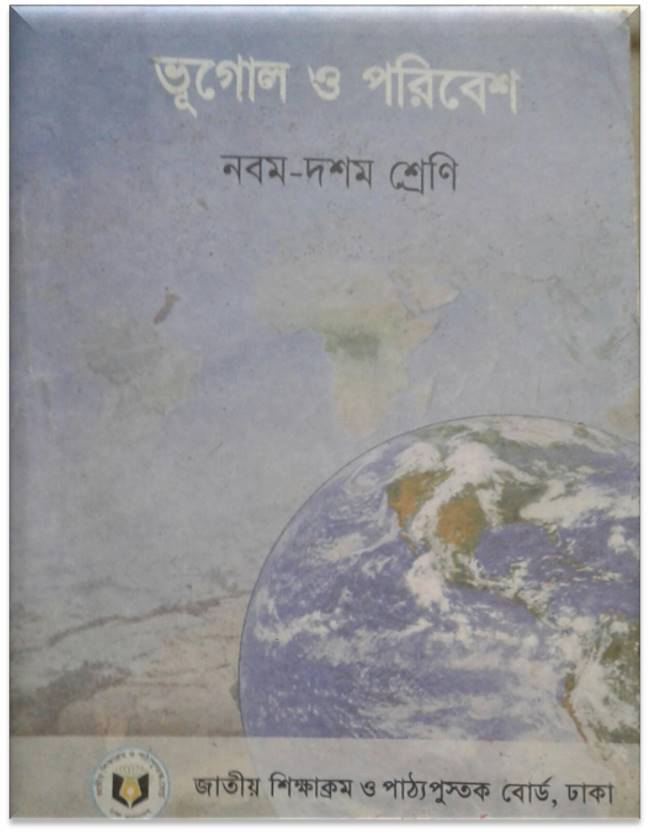 ভূগোল ও পরিবেশ
নবম-দশম শ্রেণি
জাতীয় শিক্ষাক্রম ও পাঠ্যপুস্তক বোর্ড, ঢাকা